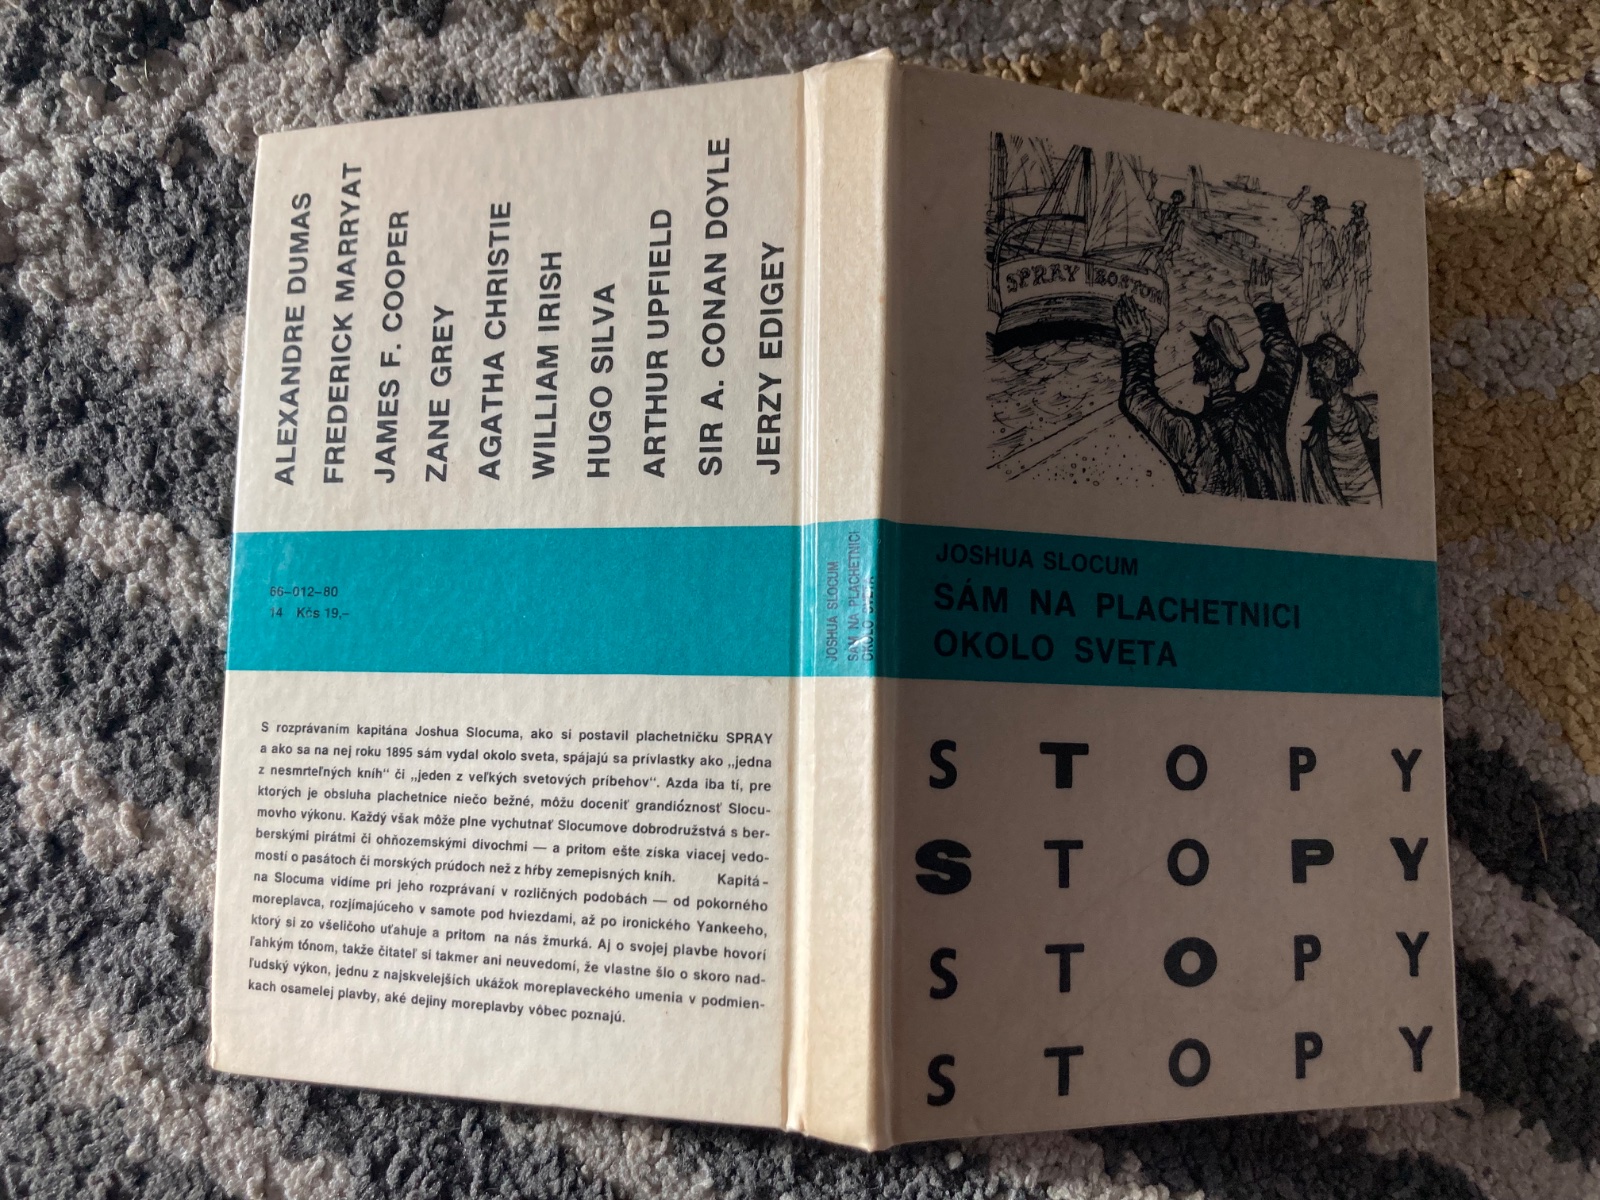 ALEXANDRE DUMAS
FREDERICK MARRYAT
JAMES F. COOPER
ZANE GREY
AGATHA CHRISTIE
WILLIAM IRISH
HUGO SILVA
ARTHUR UPFIELD
SIR A. CONAN DOYLE
JERZY EDIGEY
66–012–80
14 Kčs 19,–
S rozprávaním kapitána Joshua Slocuma, ako si postavil plachetničku SPRAY
a ako sa na nej roku 1895 sám vydal okolo sveta, spájajú sa prívlastky ako „jedna
z nesmrteľných kníh“ či „jeden z veľkých svetových príbehov“. Azda iba tí, pre
ktorých je obsluha plachetnice niečo bežné, môžu doceniť grandióznosť Slocu-
movho výkonu. Každý však môže plne vychutnať Slocumove dobrodružstvá s ber-
berskými pirátmi či ohňozemskými divochmi — a pritom ešte získa viacej vedo-
mostí o pasátoch či morských prúdoch než z hŕby zemepisných kníh. Kapitá-
na Slocuma vidíme pri jeho rozprávaní v rozličných podobách — od pokorného
moreplavca, rozjímajúceho v samote pod hviezdami, až po ironického Yankeeho,
ktorý si zo všeličoho uťahuje a pritom na nás žmurká. Aj o svojej plavbe hovorí
ľahkým tónom, takže čitateľ si takmer ani neuvedomí, že vlastne šlo o skoro nad-
ľudský výkon, jednu z najskvelejších ukážok moreplaveckého umenia v podmien-
kach osamelej plavby, aké dejiny moreplavby vôbec poznajú.
JOSHUA SLOCUM
SÁM NA PLACHETNICI
OKOLO SVETA
SPRAY BOSTON
JOSHUA SLOCUM
SÁM NA PLACHETNICI
OKOLO SVETA
S T O P Y
S T O P Y
S T O P Y
S T O P Y